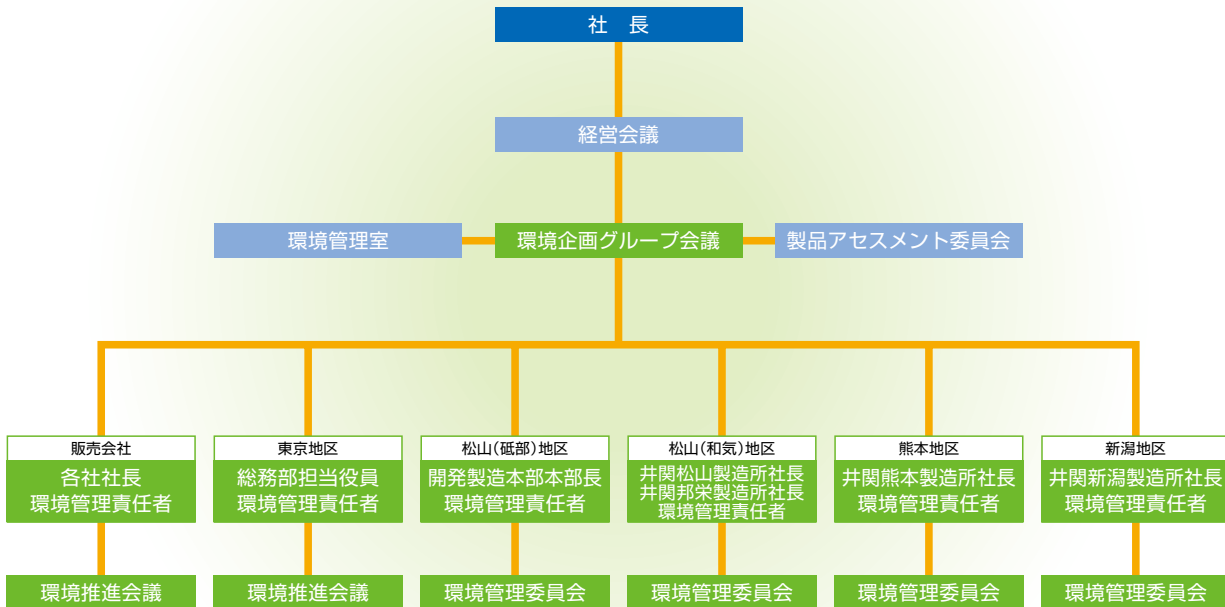 社　長
経営会議
環境管理室
環境企画グループ会議
製品アセスメント委員会
販売会社
各社社長
環境管理責任者
環境推進会議
東京地区
総務部担当役員
環境管理責任者
環境推進会議
松山（砥部）地区
開発製造本部本部長
環境管理責任者
環境管理委員会
松山（和気）地区
井関松山製造所社長
井関邦栄製造所社長
環境管理責任者
環境管理委員会
熊本地区
井関熊本製造所社長
環境管理責任者
環境管理委員会
新潟地区
井関新潟製造所社長
環境管理責任者
環境管理委員会